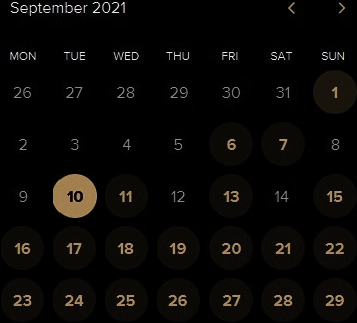 September 2021 < >
MON TUE WED THU FRI SAT SUN
26 27 28 29 30 31 1
2 3 4 5 6 7 8
9 10 11 12 13 14 15
16 17 18 19 20 21 22
23 24 25 26 27 28 29